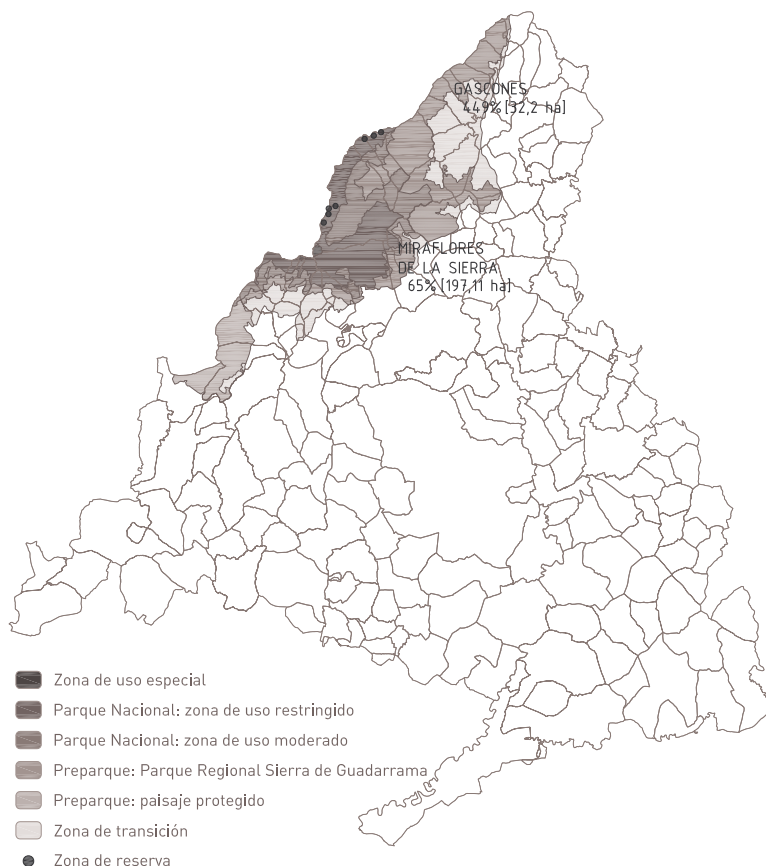 GASCONES
449% [32,2 ha]
MIRAFLORES
DE LA SIERRA
65% [197,11 ha]
Zona de uso especial
Parque Nacional: zona de uso restringido
Parque Nacional: zona de uso moderado
Preparque: Parque Regional Sierra de Guadarrama
Preparque: paisaje protegido
Zona de transición
Zona de reserva